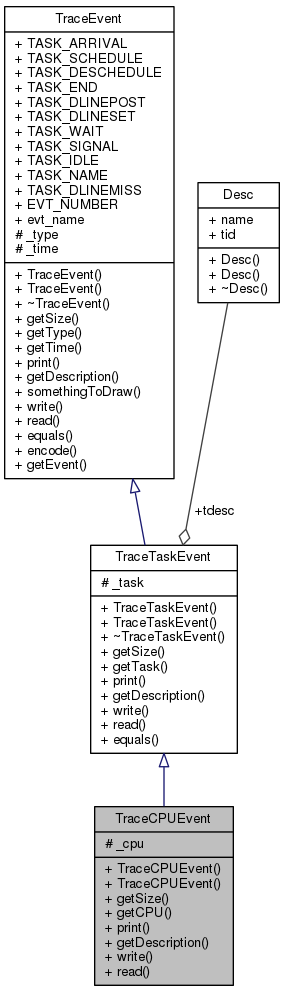 TraceEvent
+ TASK_ARRIVAL
+ TASK_SCHEDULE
+ TASK_DESCHEDULE
+ TASK_END
+ TASK_DLINEPOST
+ TASK_DLINESET
+ TASK_WAIT
+ TASK_SIGNAL
+ TASK_IDLE
+ TASK_NAME
+ TASK_DLINEMISS
+ EVT_NUMBER
+ evt_name
# _type
# _time
+ TraceEvent()
+ TraceEvent()
+ ~TraceEvent()
+ getSize()
+ getType()
+ getTime()
+ print()
+ getDescription()
+ somethingToDraw()
+ write()
+ read()
+ equals()
+ encode()
+ getEvent()
Desc
+ name
+ tid
+ Desc()
+ Desc()
+ ~Desc()
+tdesc
TraceTaskEvent
# _task
+ TraceTaskEvent()
+ TraceTaskEvent()
+ ~TraceTaskEvent()
+ getSize()
+ getTask()
+ print()
+ getDescription()
+ write()
+ read()
+ equals()
TraceCPUEvent
# _cpu
+ TraceCPUEvent()
+ TraceCPUEvent()
+ getSize()
+ getCPU()
+ print()
+ getDescription()
+ write()
+ read()